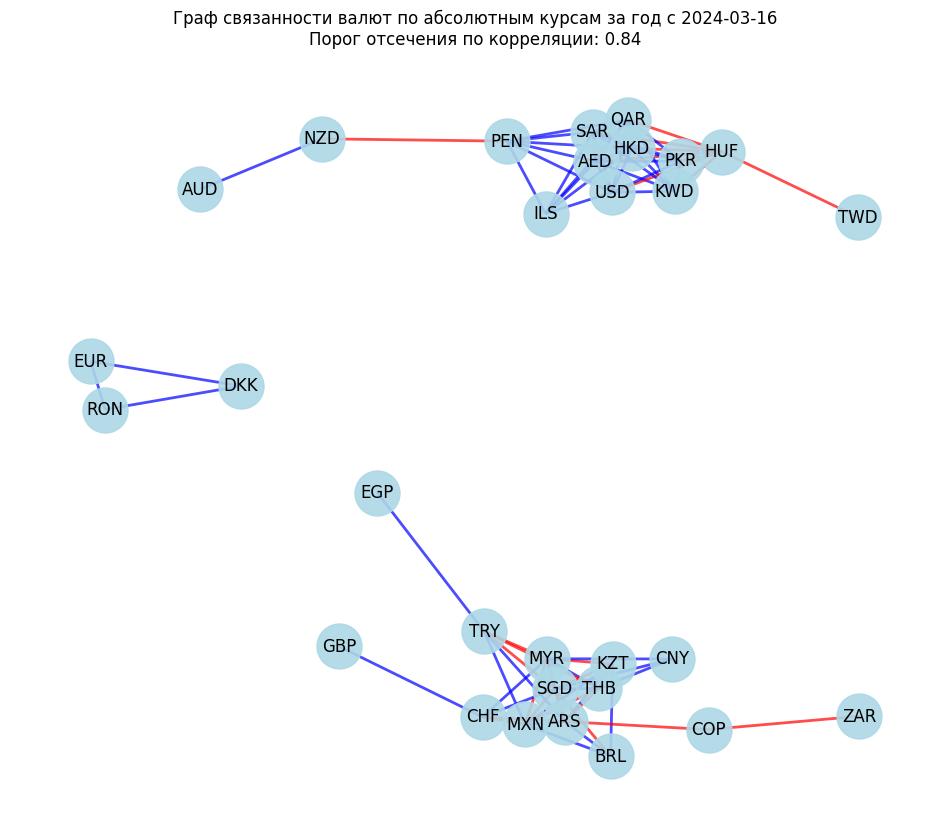 Граф связанности валют по абсолютным курсам за год с 2024-03-16
Порог отсечения по корреляции: 0.84
QAR
SAR
NZD
PEN
HKD
HUF
AED
PKR
AUD
USD
KWD
ILS
TWD
EUR
DKK
RON
EGP
TRY
GBP
MYR
KZT
CNY
SGD
THB
CHF
MXN
ARS
COP
ZAR
BRL